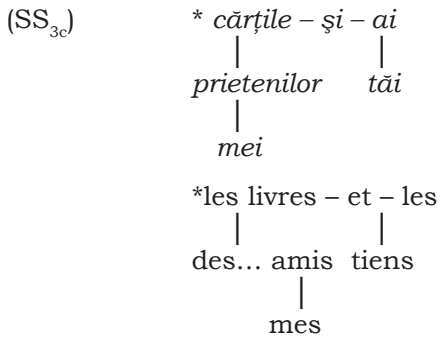 (SS3c) * cărțile – și – ai
prietenilor tăi
mei
*les livres – et – les
des… amis tiens
mes